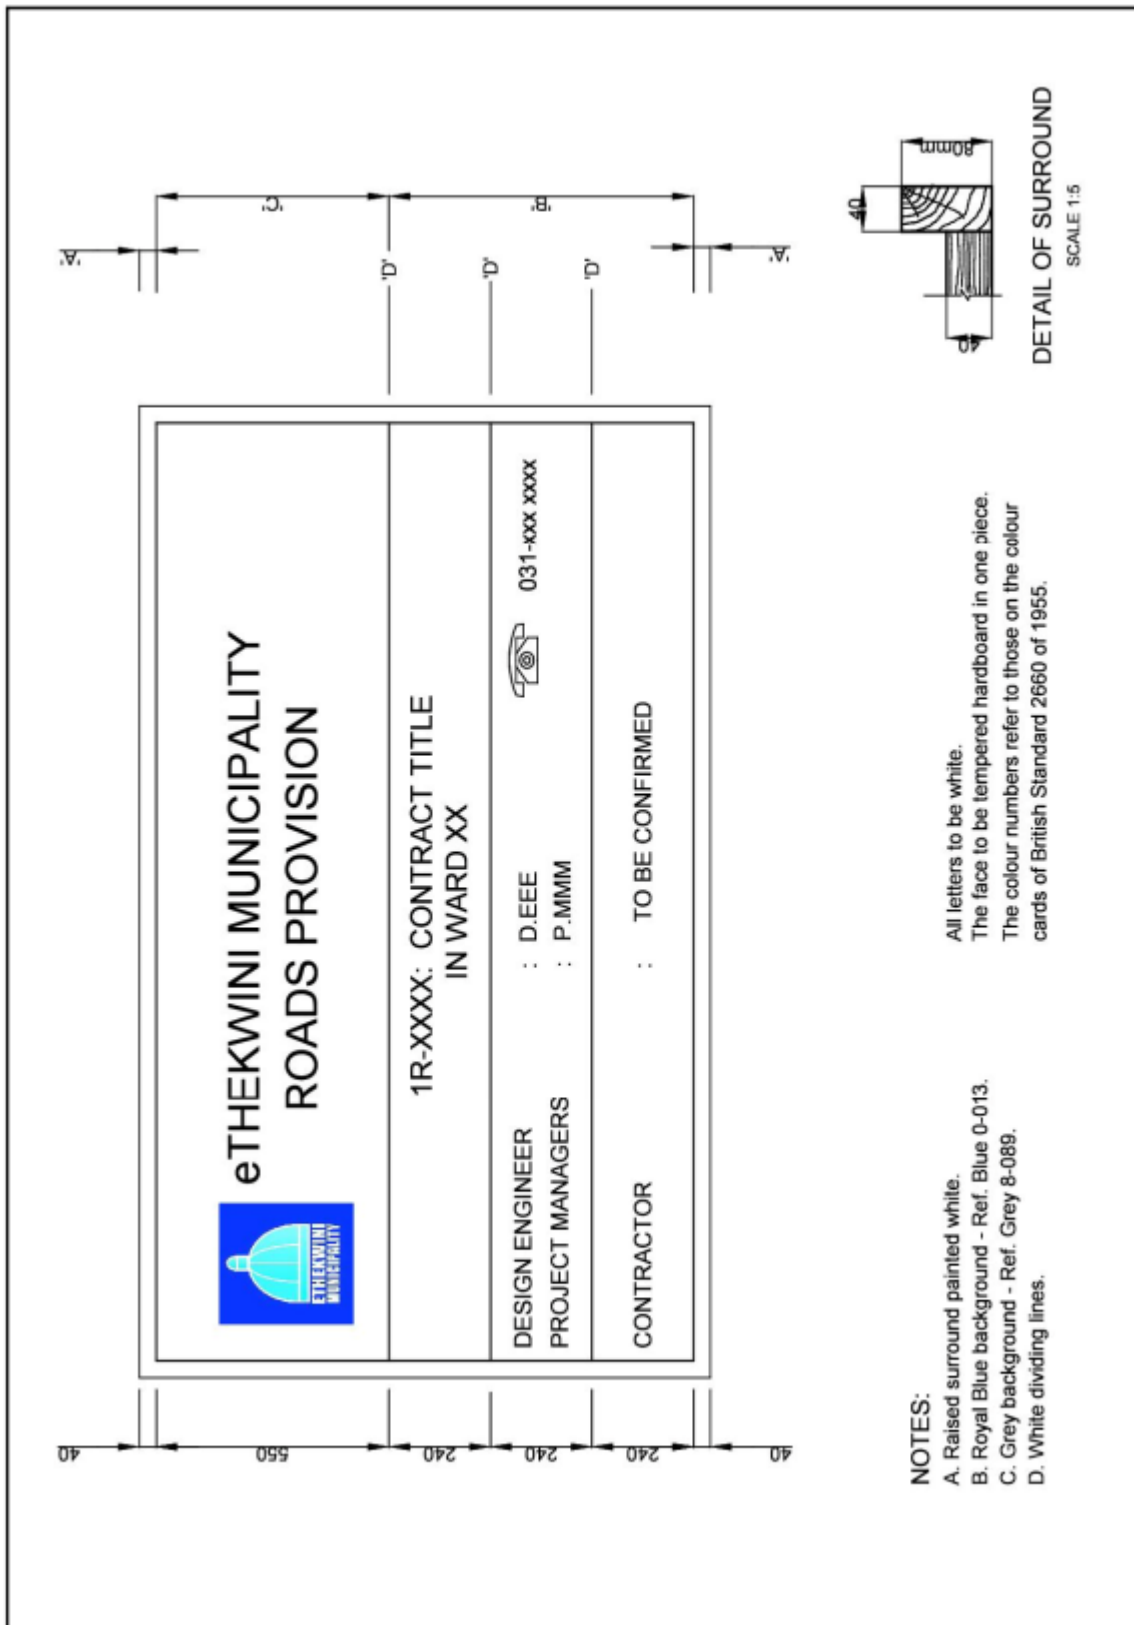 'A'
'C'
'B'
'A'
'D'
'D'
'D'
40
550
240
240
240
40
ETHEKWINI
MUNICIPALITY
eTHEKWINI MUNICIPALITY
ROADS PROVISION
1R-XXXX: CONTRACT TITLE
IN WARD XX
DESIGN ENGINEER : D.EEE 031-xxx xxxx
PROJECT MANAGERS : P.MMM
CONTRACTOR : TO BE CONFIRMED
NOTES:
A. Raised surround painted white.
B. Royal Blue background - Ref. Blue 0-013.
C. Grey background - Ref. Grey 8-089.
D. White dividing lines.
All letters to be white.
The face to be tempered hardboard in one piece.
The colour numbers refer to those on the colour
cards of British Standard 2660 of 1955.
40
80mm
40
DETAIL OF SURROUND
SCALE 1:5